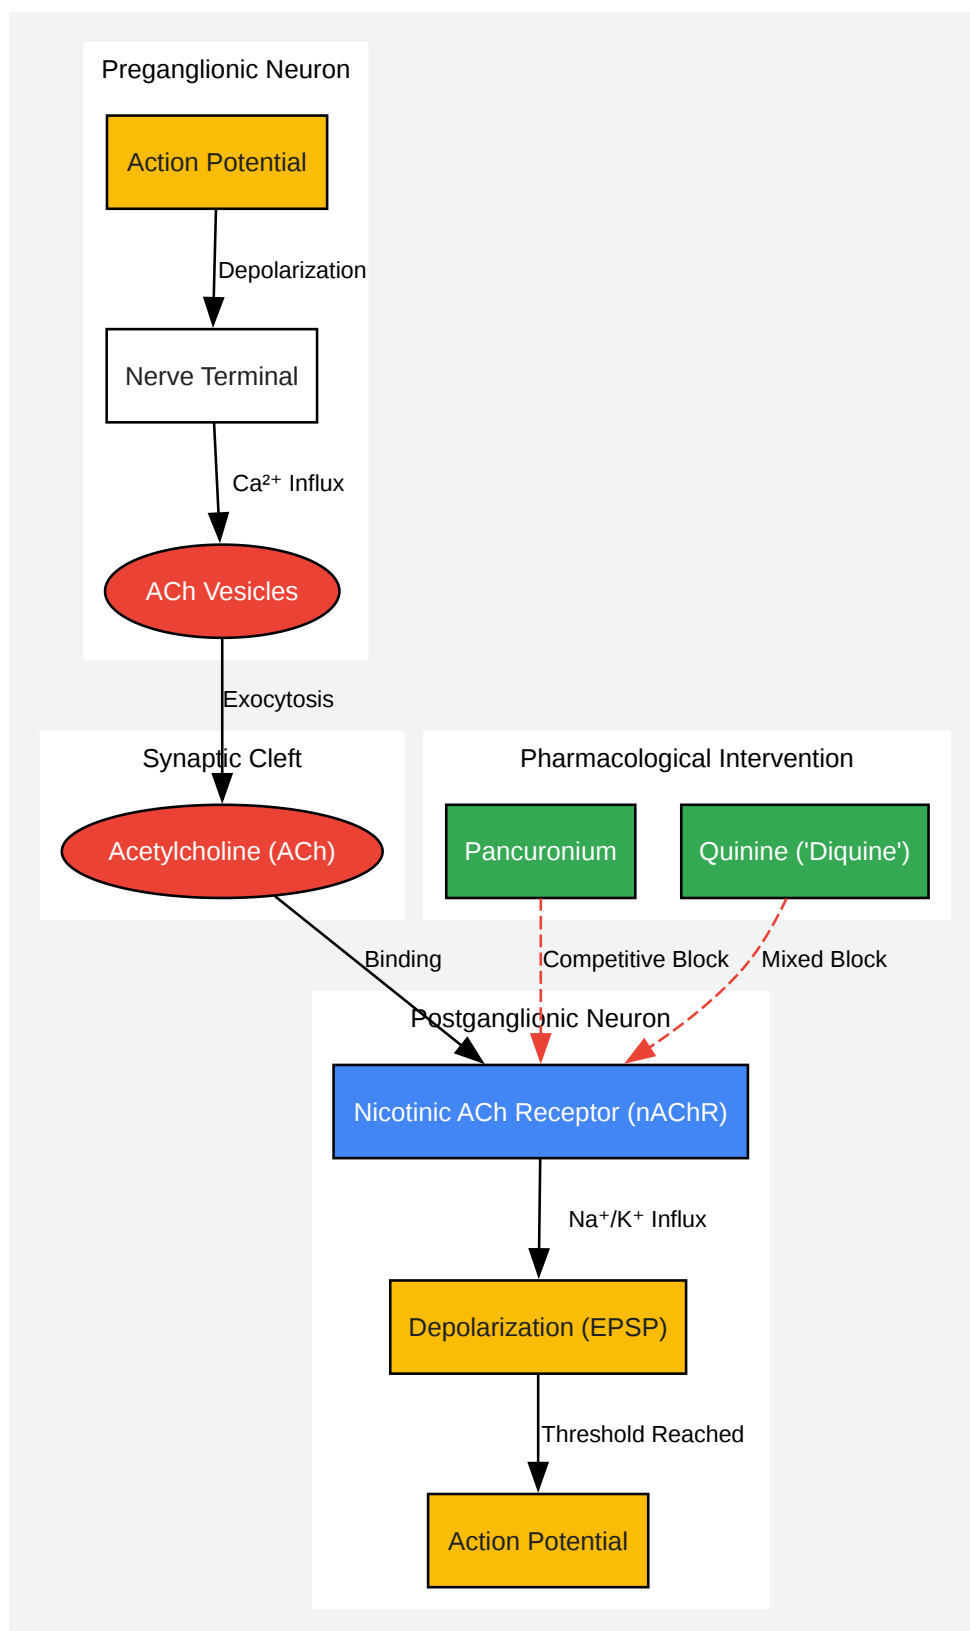 Preganglionic Neuron
Action Potential
Depolarization
Nerve Terminal
Ca²⁺ Influx
ACh Vesicles
Exocytosis
Synaptic Cleft
Acetylcholine (ACh)
Pharmacological Intervention
Pancuronium
Quinine ('Diquine')
Binding
Competitive Block
Mixed Block
Postganglionic Neuron
Nicotinic ACh Receptor (nAChR)
Na⁺/K⁺ Influx
Depolarization (EPSP)
Threshold Reached
Action Potential